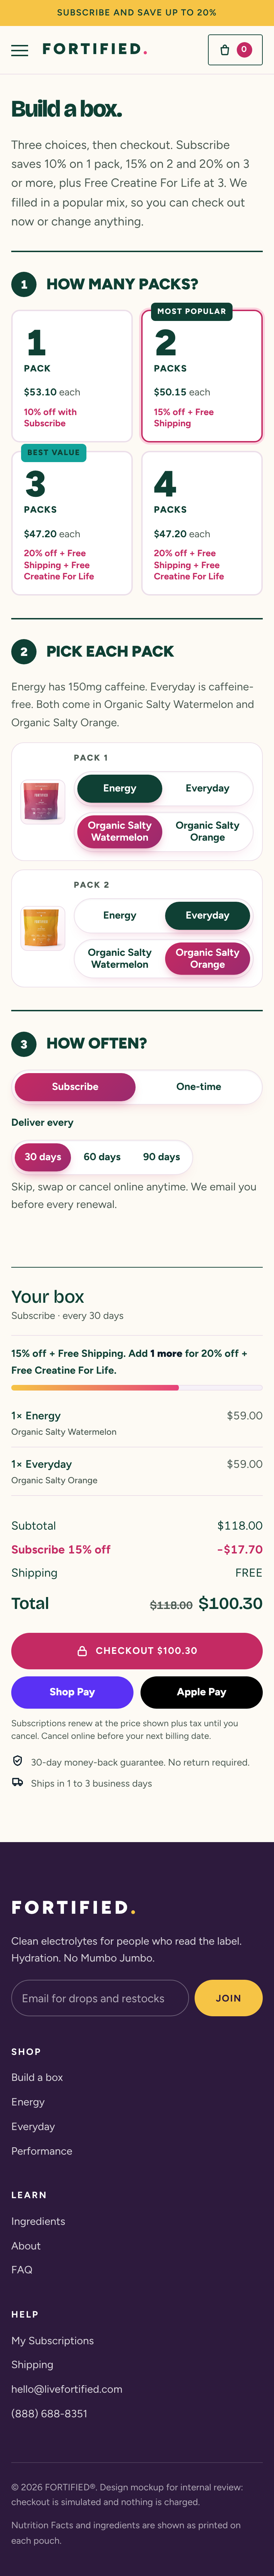 SUBSCRIBE AND SAVE UP TO 20%
FORTIFIED.
0
Build a box.
Three choices, then checkout. Subscribe
saves 10% on 1 pack, 15% on 2 and 20% on 3
or more, plus Free Creatine For Life at 3. We
filled in a popular mix, so you can check out
now or change anything.
1 HOW MANY PACKS?
1
PACK
$53.10 each
10% off with
Subscribe
MOST POPULAR
2
PACKS
$50.15 each
15% off + Free
Shipping
BEST VALUE
3
PACKS
$47.20 each
20% off + Free
Shipping + Free
Creatine For Life
4
PACKS
$47.20 each
20% off + Free
Shipping + Free
Creatine For Life
2 PICK EACH PACK
Energy has 150mg caffeine. Everyday is caffeine-
free. Both come in Organic Salty Watermelon and
Organic Salty Orange.
PACK 1
FORTIFIED
Energy Everyday
Organic Salty
Watermelon
Organic Salty
Orange
PACK 2
FORTIFIED
Energy Everyday
Organic Salty
Watermelon
Organic Salty
Orange
3 HOW OFTEN?
Subscribe One-time
Deliver every
30 days 60 days 90 days
Skip, swap or cancel online anytime. We email you
before every renewal.
Your box
Subscribe · every 30 days
15% off + Free Shipping. Add 1 more for 20% off +
Free Creatine For Life.
1× Energy $59.00
Organic Salty Watermelon
1× Everyday $59.00
Organic Salty Orange
Subtotal $118.00
Subscribe 15% off -$17.70
Shipping FREE
Total $118.00 $100.30
CHECKOUT $100.30
Shop Pay Apple Pay
Subscriptions renew at the price shown plus tax until you
cancel. Cancel online before your next billing date.
30-day money-back guarantee. No return required.
Ships in 1 to 3 business days
FORTIFIED.
Clean electrolytes for people who read the label.
Hydration. No Mumbo Jumbo.
Email for drops and restocks JOIN
SHOP
Build a box
Energy
Everyday
Performance
LEARN
Ingredients
About
FAQ
HELP
My Subscriptions
Shipping
hello@livefortified.com
(888) 688-8351
© 2026 FORTIFIED®. Design mockup for internal review:
checkout is simulated and nothing is charged.
Nutrition Facts and ingredients are shown as printed on
each pouch.